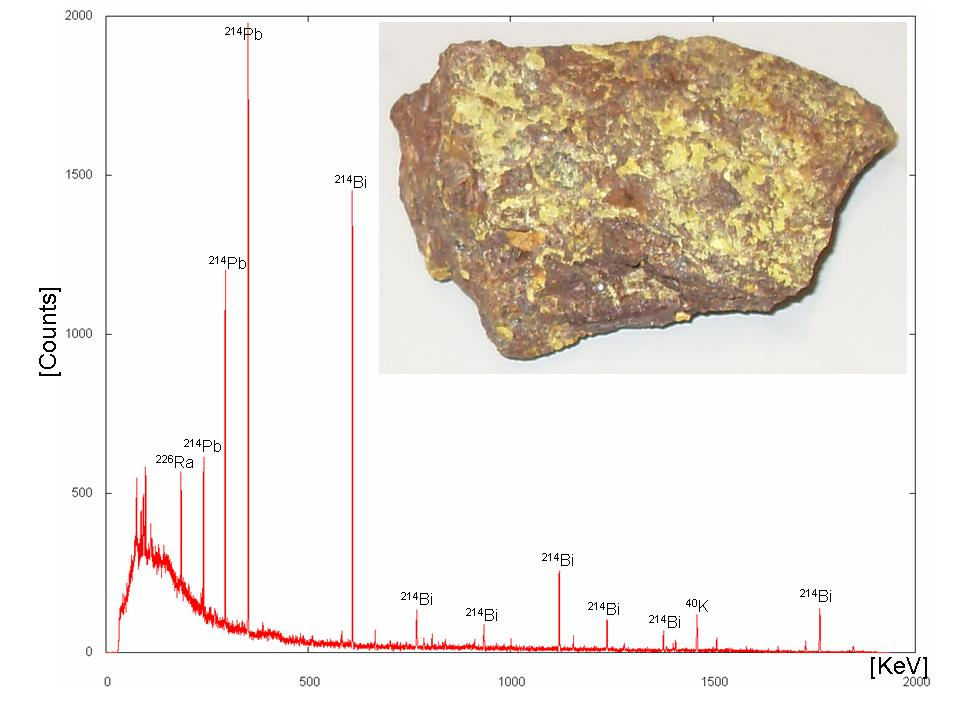 2000
²¹⁴Pb
1500
²¹⁴Bi
²¹⁴Pb
1000
[Counts]
²¹⁴Pb
²²⁶Ra
500
²¹⁴Bi
²¹⁴Bi
²¹⁴Bi
²¹⁴Bi
²¹⁴Bi
⁴⁰K
²¹⁴Bi
0
[KeV]
0 500 1000 1500 2000